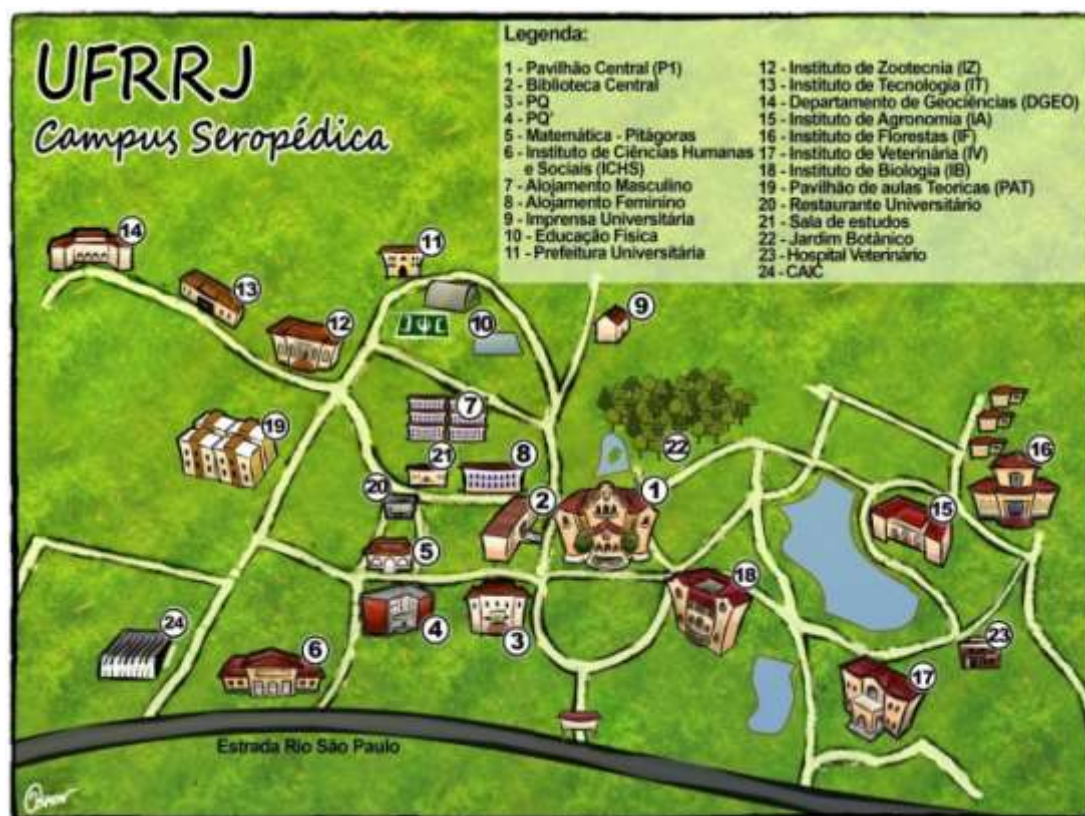 UFRRJ
Campus Seropédica
Legenda:
1 - Pavilhão Central (P1)
2 - Biblioteca Central
3 - PQ
4 - PQ'
5 - Matemática - Pitágoras
6 - Instituto de Ciências Humanas
e Sociais (ICHS)
7 - Alojamento Masculino
8 - Alojamento Feminino
9 - Imprensa Universitária
10 - Educação Física
11 - Prefeitura Universitária
12 - Instituto de Zootecnia (IZ)
13 - Instituto de Tecnologia (IT)
14 - Departamento de Geociências (DGEO)
15 - Instituto de Agronomia (IA)
16 - Instituto de Florestas (IF)
17 - Instituto de Veterinária (IV)
18 - Instituto de Biologia (IB)
19 - Pavilhão de aulas Teoricas (PAT)
20 - Restaurante Universitário
21 - Sala de estudos
22 - Jardim Botânico
23 - Hospital Veterinário
24 - CAIC
14
11
13
12
9
10
7
19
21
8
22
16
20
2
1
15
5
18
4
3
24
6
23
17
Estrada Rio São Paulo